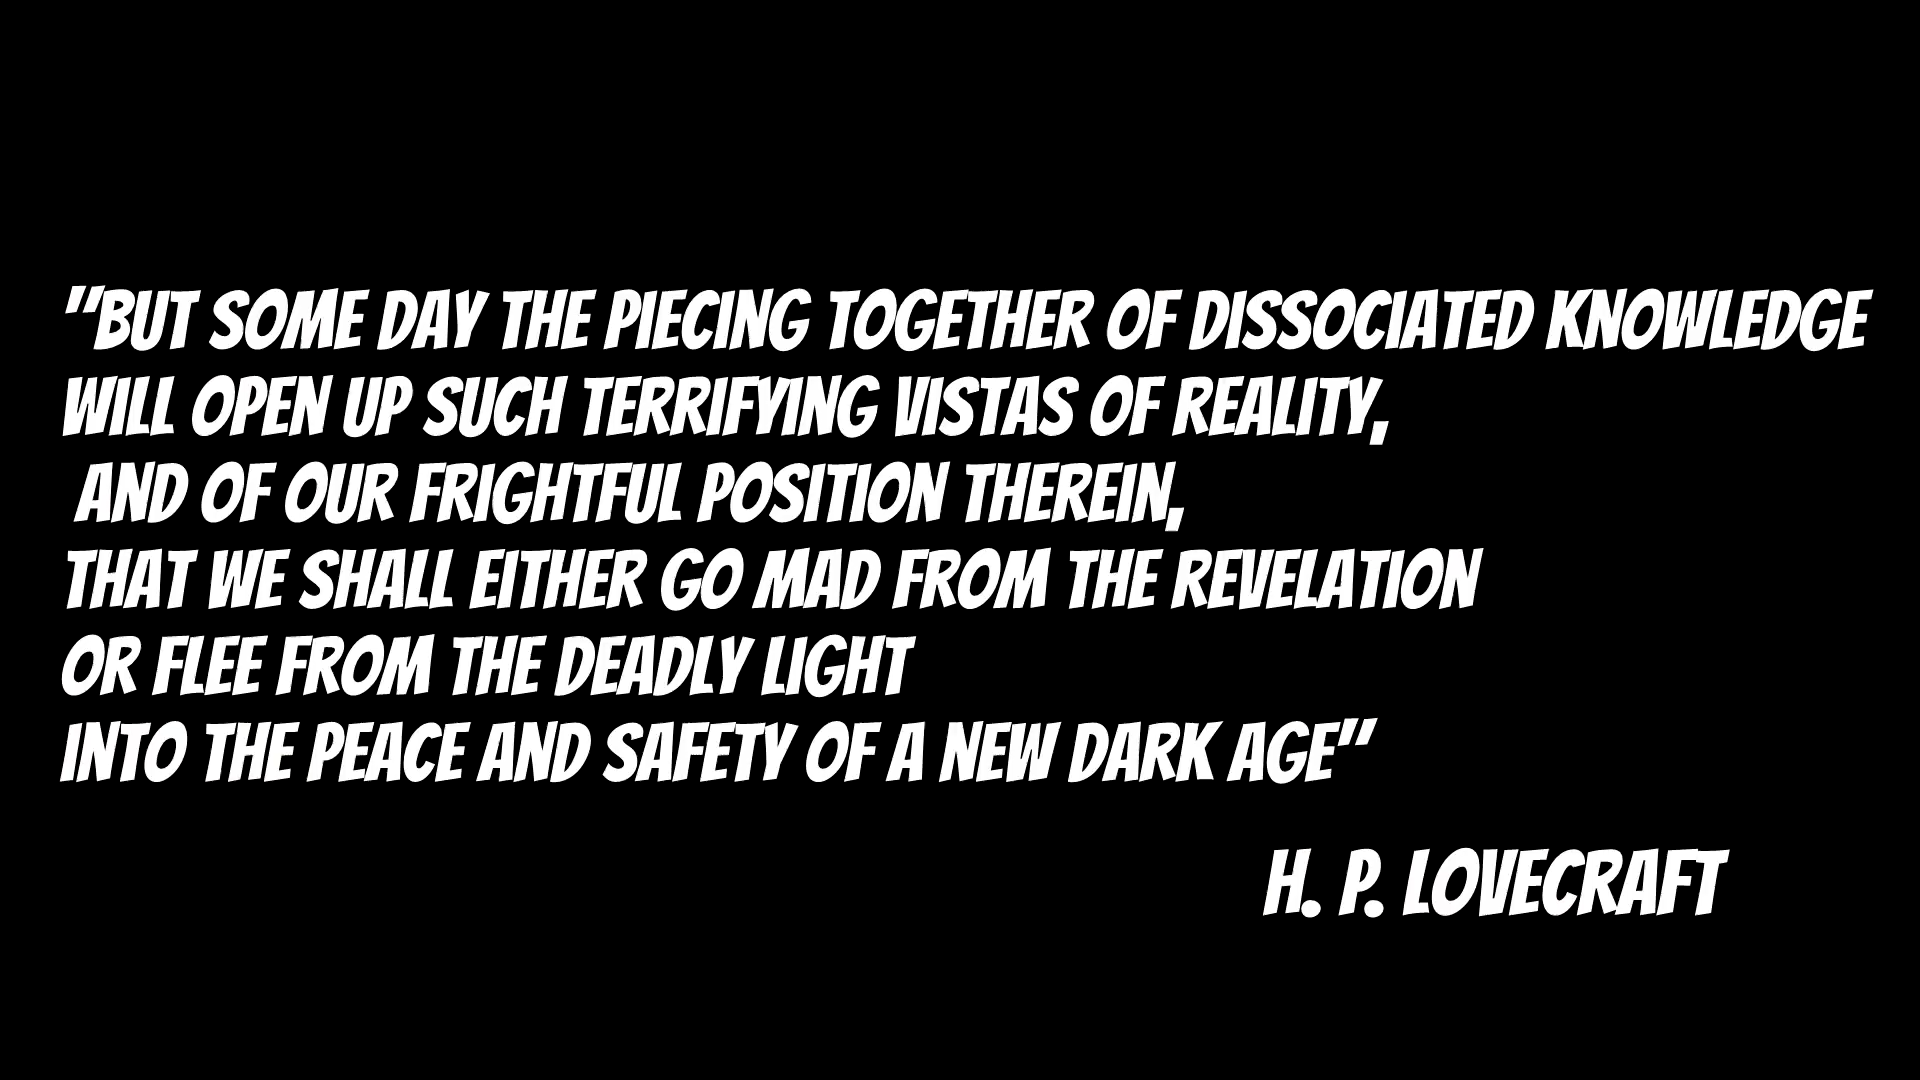 "BUT SOME DAY THE PIECING TOGETHER OF DISSOCIATED KNOWLEDGE
WILL OPEN UP SUCH TERRIFYING VISTAS OF REALITY,
AND OF OUR FRIGHTFUL POSITION THEREIN,
THAT WE SHALL EITHER GO MAD FROM THE REVELATION
OR FLEE FROM THE DEADLY LIGHT
INTO THE PEACE AND SAFETY OF A NEW DARK AGE"
H. P. LOVECRAFT